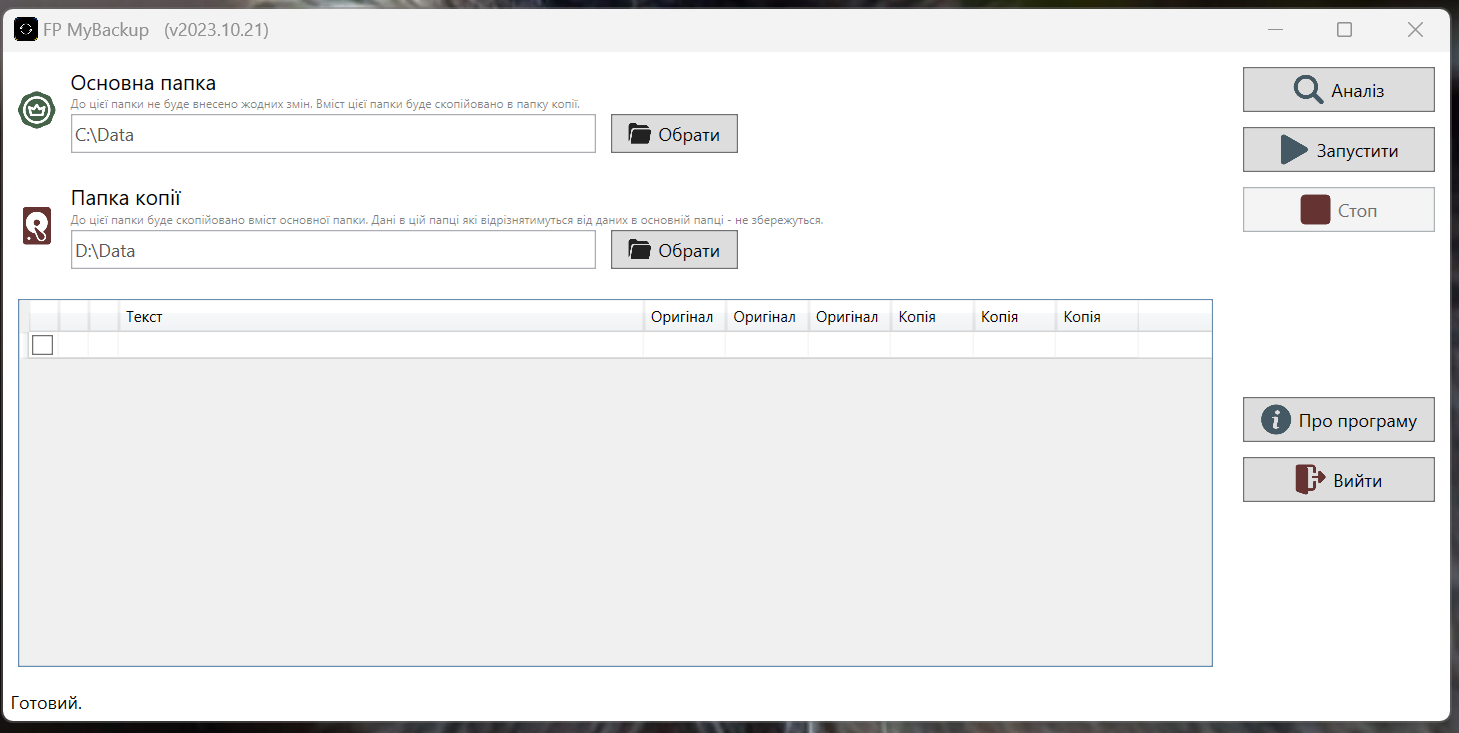 FP MyBackup (v2023.10.21)
Основна папка
До цієї папки не буде внесено жодних змін. Вміст цієї папки буде скопійовано в папку копії.
C:\Data
Обрати
Папка копії
До цієї папки буде скопійовано вміст основної папки. Дані в цій папці які відрізнятимуться від даних в основній папці - не збережуться.
D:\Data
Обрати
Аналіз
Запустити
Стоп
Текст Оригінал Оригінал Оригінал Копія Копія Копія
Про програму
Вийти
Готовий.